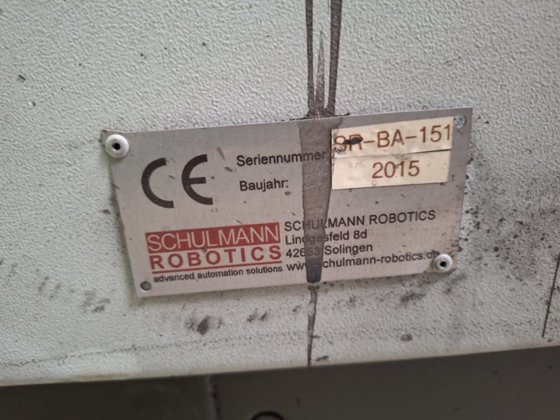 CE
Seriennummer SR-BA-151
Baujahr: 2015
SCHULMANN
ROBOTICS
advanced automation solutions
SCHULMANN ROBOTICS
Lindgesfeld 8d
42653 Solingen
www.schulmann-robotics.de